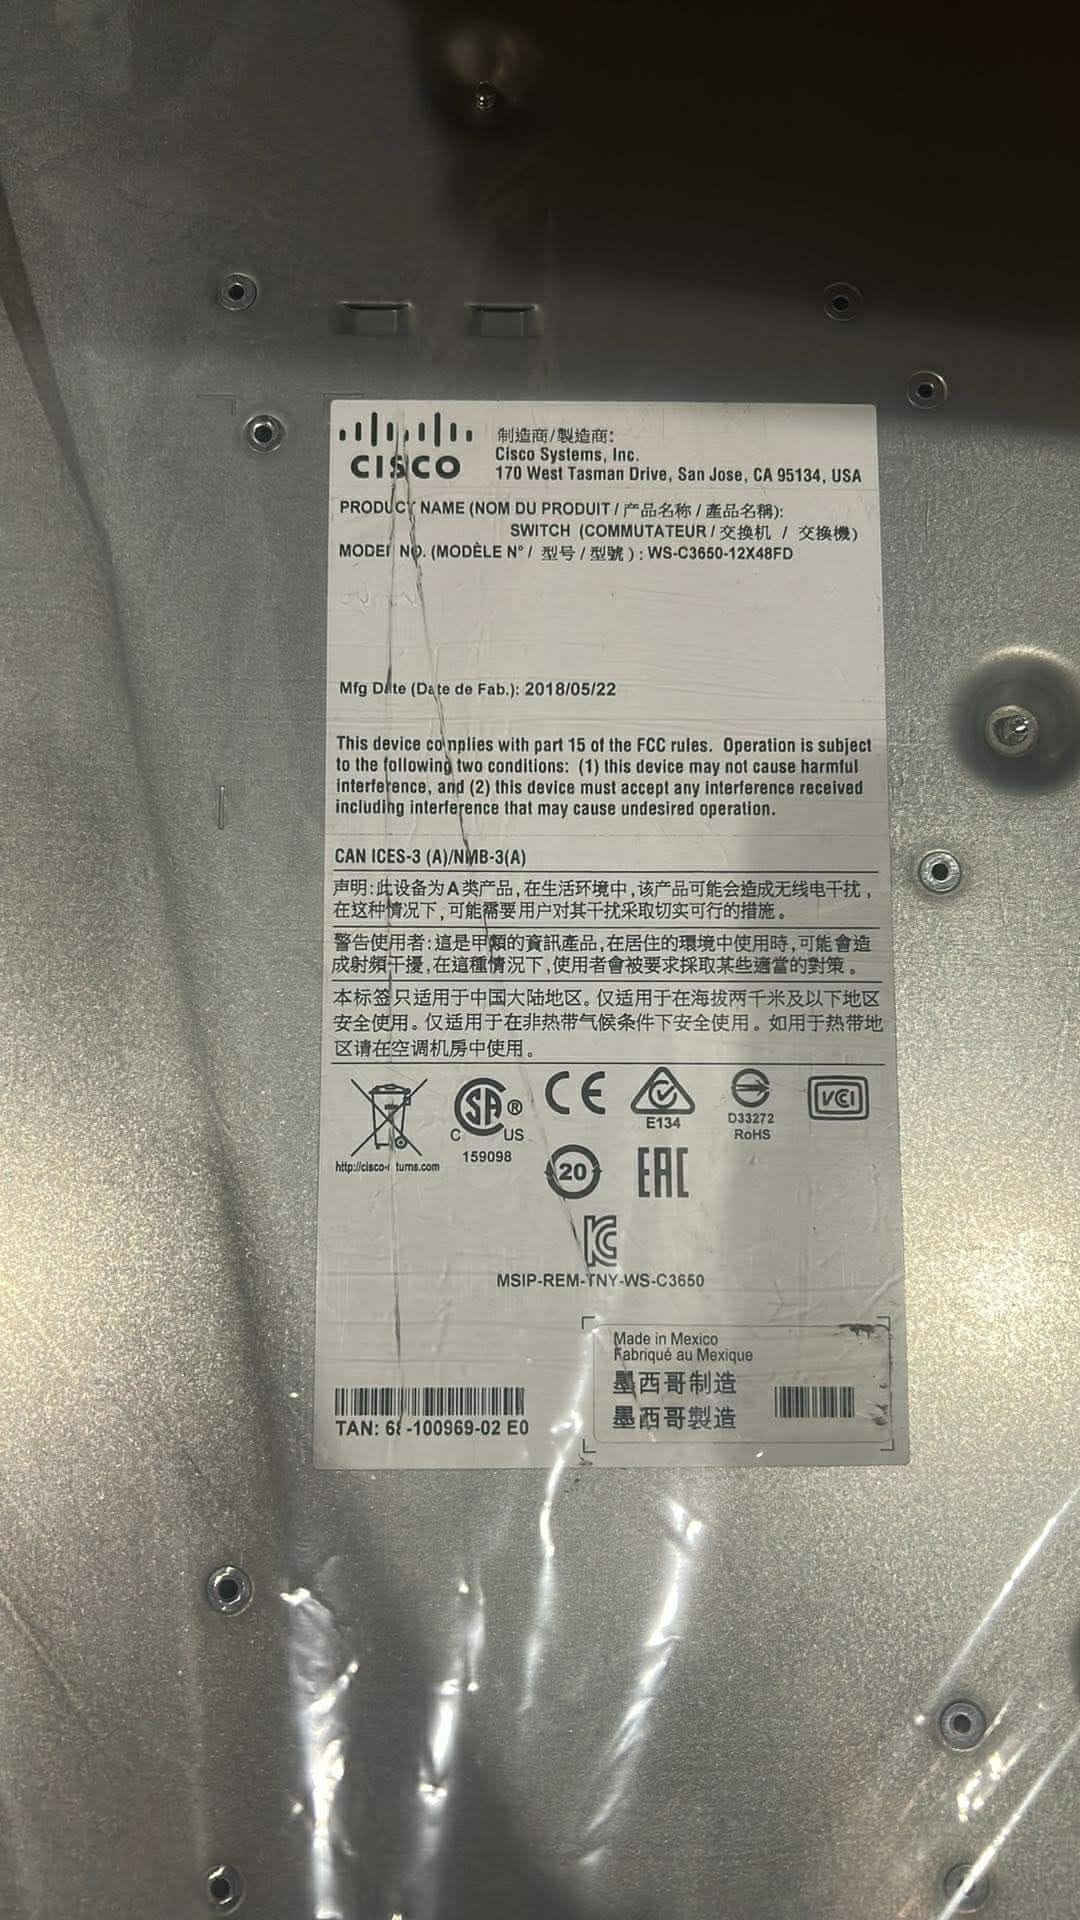 CISCO
制造商/製造商:
Cisco Systems, Inc.
170 West Tasman Drive, San Jose, CA 95134, USA
PRODUCT NAME (NOM DU PRODUIT / 产品名称 / 產品名稱):
SWITCH (COMMUTATEUR / 交换机 / 交換機)
MODEL NO. (MODÈLE N° / 型号 / 型號 ) : WS-C3650-12X48FD
Mfg Date (Date de Fab.): 2018/05/22
This device complies with part 15 of the FCC rules. Operation is subject
to the following two conditions: (1) this device may not cause harmful
interference, and (2) this device must accept any interference received
including interference that may cause undesired operation.
CAN ICES-3 (A)/NMB-3(A)
声明:此设备为A类产品,在生活环境中,该产品可能会造成无线电干扰,
在这种情况下,可能需要用户对其干扰采取切实可行的措施。
警告使用者:這是甲類的資訊產品,在居住的環境中使用時,可能會造
成射頻干擾,在這種情況下,使用者會被要求採取某些適當的對策。
本标签只适用于中国大陆地区。仅适用于在海拔两千米及以下地区
安全使用。仅适用于在非热带气候条件下安全使用。如用于热带地
区请在空调机房中使用。
http://cisco-turns.com
C SA ® US
159098
CE
E134
D33272
RoHS
VCI
20
EAC
KC
MSIP-REM-TNY-WS-C3650
Made in Mexico
Fabriqué au Mexique
墨西哥制造
墨西哥製造
TAN: 68-100969-02 E0